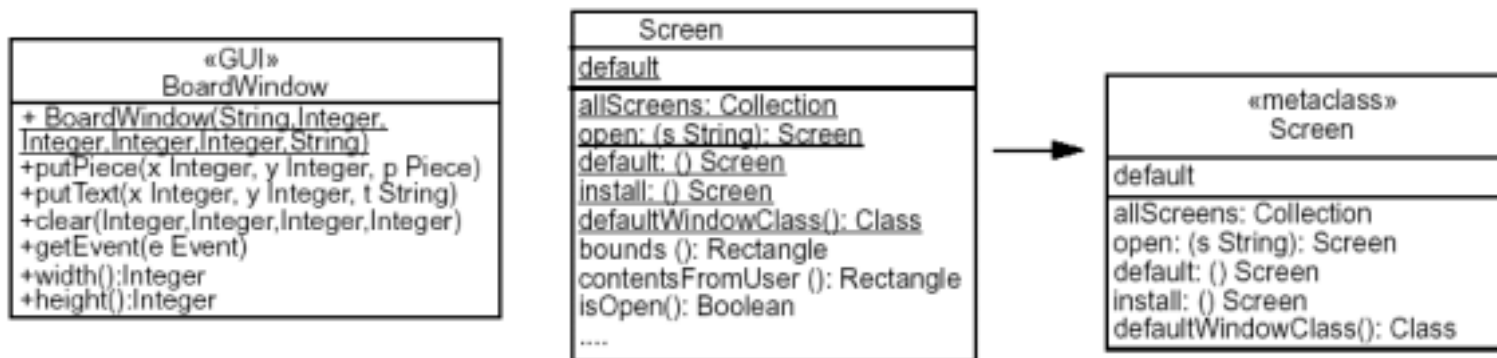 «GUI»
BoardWindow
+ BoardWindow(String,Integer,
Integer,Integer,Integer,String)
+putPiece(x Integer, y Integer, p Piece)
+putText(x Integer, y Integer, t String)
+clear(Integer,Integer,Integer,Integer)
+getEvent(e Event)
+width():Integer
+height():Integer
Screen
default
allScreens: Collection
open: (s String): Screen
default: () Screen
install: () Screen
defaultWindowClass(): Class
bounds (): Rectangle
contentsFromUser (): Rectangle
isOpen(): Boolean
....
«metaclass»
Screen
default
allScreens: Collection
open: (s String): Screen
default: () Screen
install: () Screen
defaultWindowClass(): Class